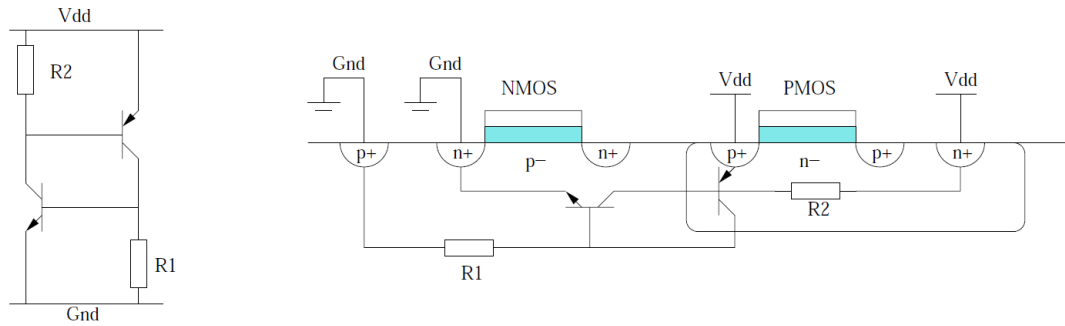 Vdd
R2
R1
Gnd
Gnd
Gnd
NMOS
Vdd
PMOS
Vdd
p+
n+
p−
n+
p+
n−
p+
n+
R2
R1